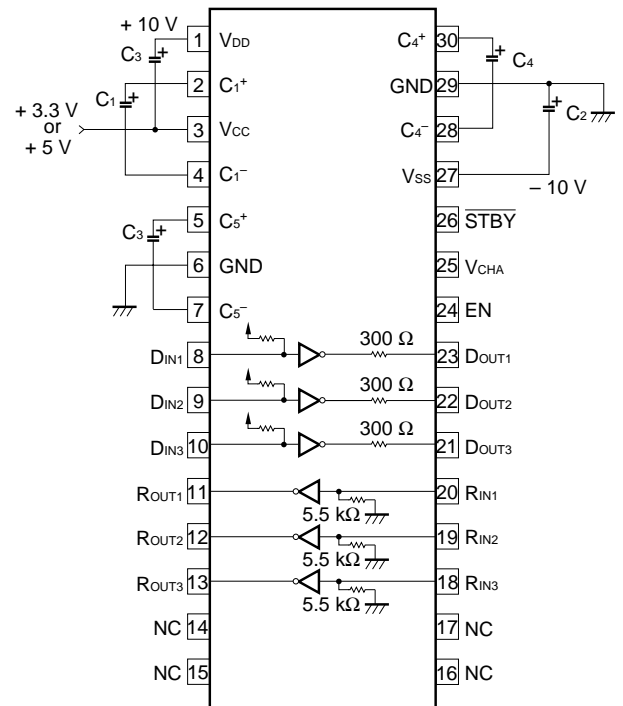 + 10 V
C3 +
1 VDD
C4+ 30
+ C4
C1 +
2 C1+
GND 29
+ C2
+ 3.3 V
or
+ 5 V
3 VCC
C4− 28
4 C1−
VSS 27
− 10 V
5 C5+
STBY 26
C3 +
6 GND
25 VCHA
7 C5−
24 EN
DIN1 8
300 Ω
23 DOUT1
DIN2 9
300 Ω
22 DOUT2
DIN3 10
300 Ω
21 DOUT3
ROUT1 11
5.5 kΩ
20 RIN1
ROUT2 12
5.5 kΩ
19 RIN2
ROUT3 13
5.5 kΩ
18 RIN3
NC 14
17 NC
NC 15
16 NC